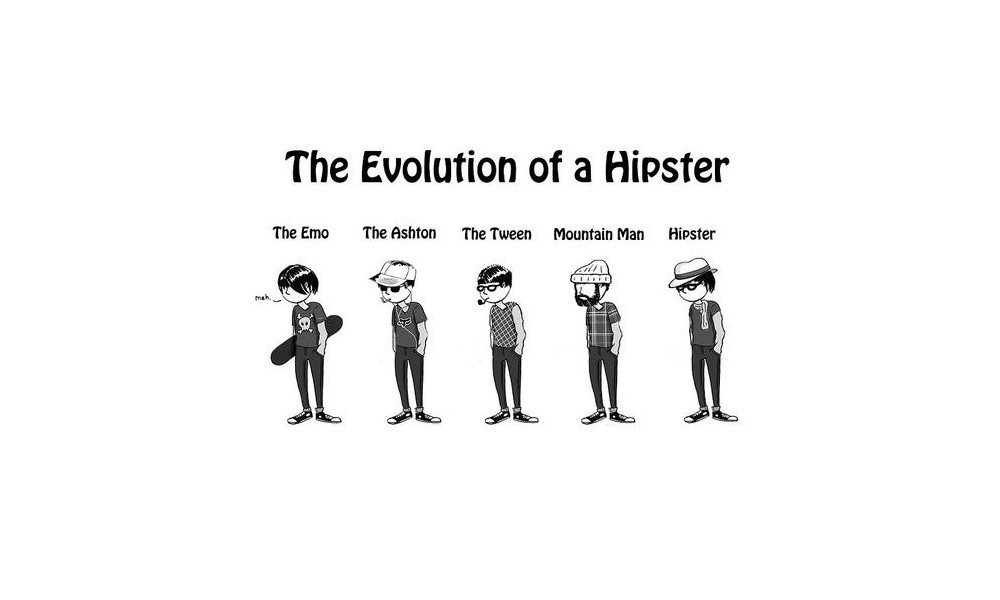 The Evolution of a Hipster
The Emo
The Ashton
The Tween
Mountain Man
Hipster
meh.